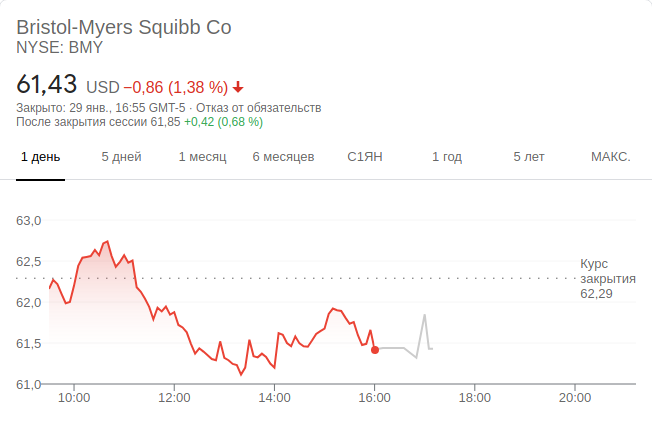 Bristol-Myers Squibb Co
NYSE: BMY
61,43 USD −0,86 (1,38 %)
Закрыто: 29 янв., 16:55 GMT-5 · Отказ от обязательств
После закрытия сессии 61,85 +0,42 (0,68 %)
1 день 5 дней 1 месяц 6 месяцев С1ЯН 1 год 5 лет МАКС.
63,0
62,5
62,0
61,5
61,0
Курс
закрытия
62,29
10:00 12:00 14:00 16:00 18:00 20:00